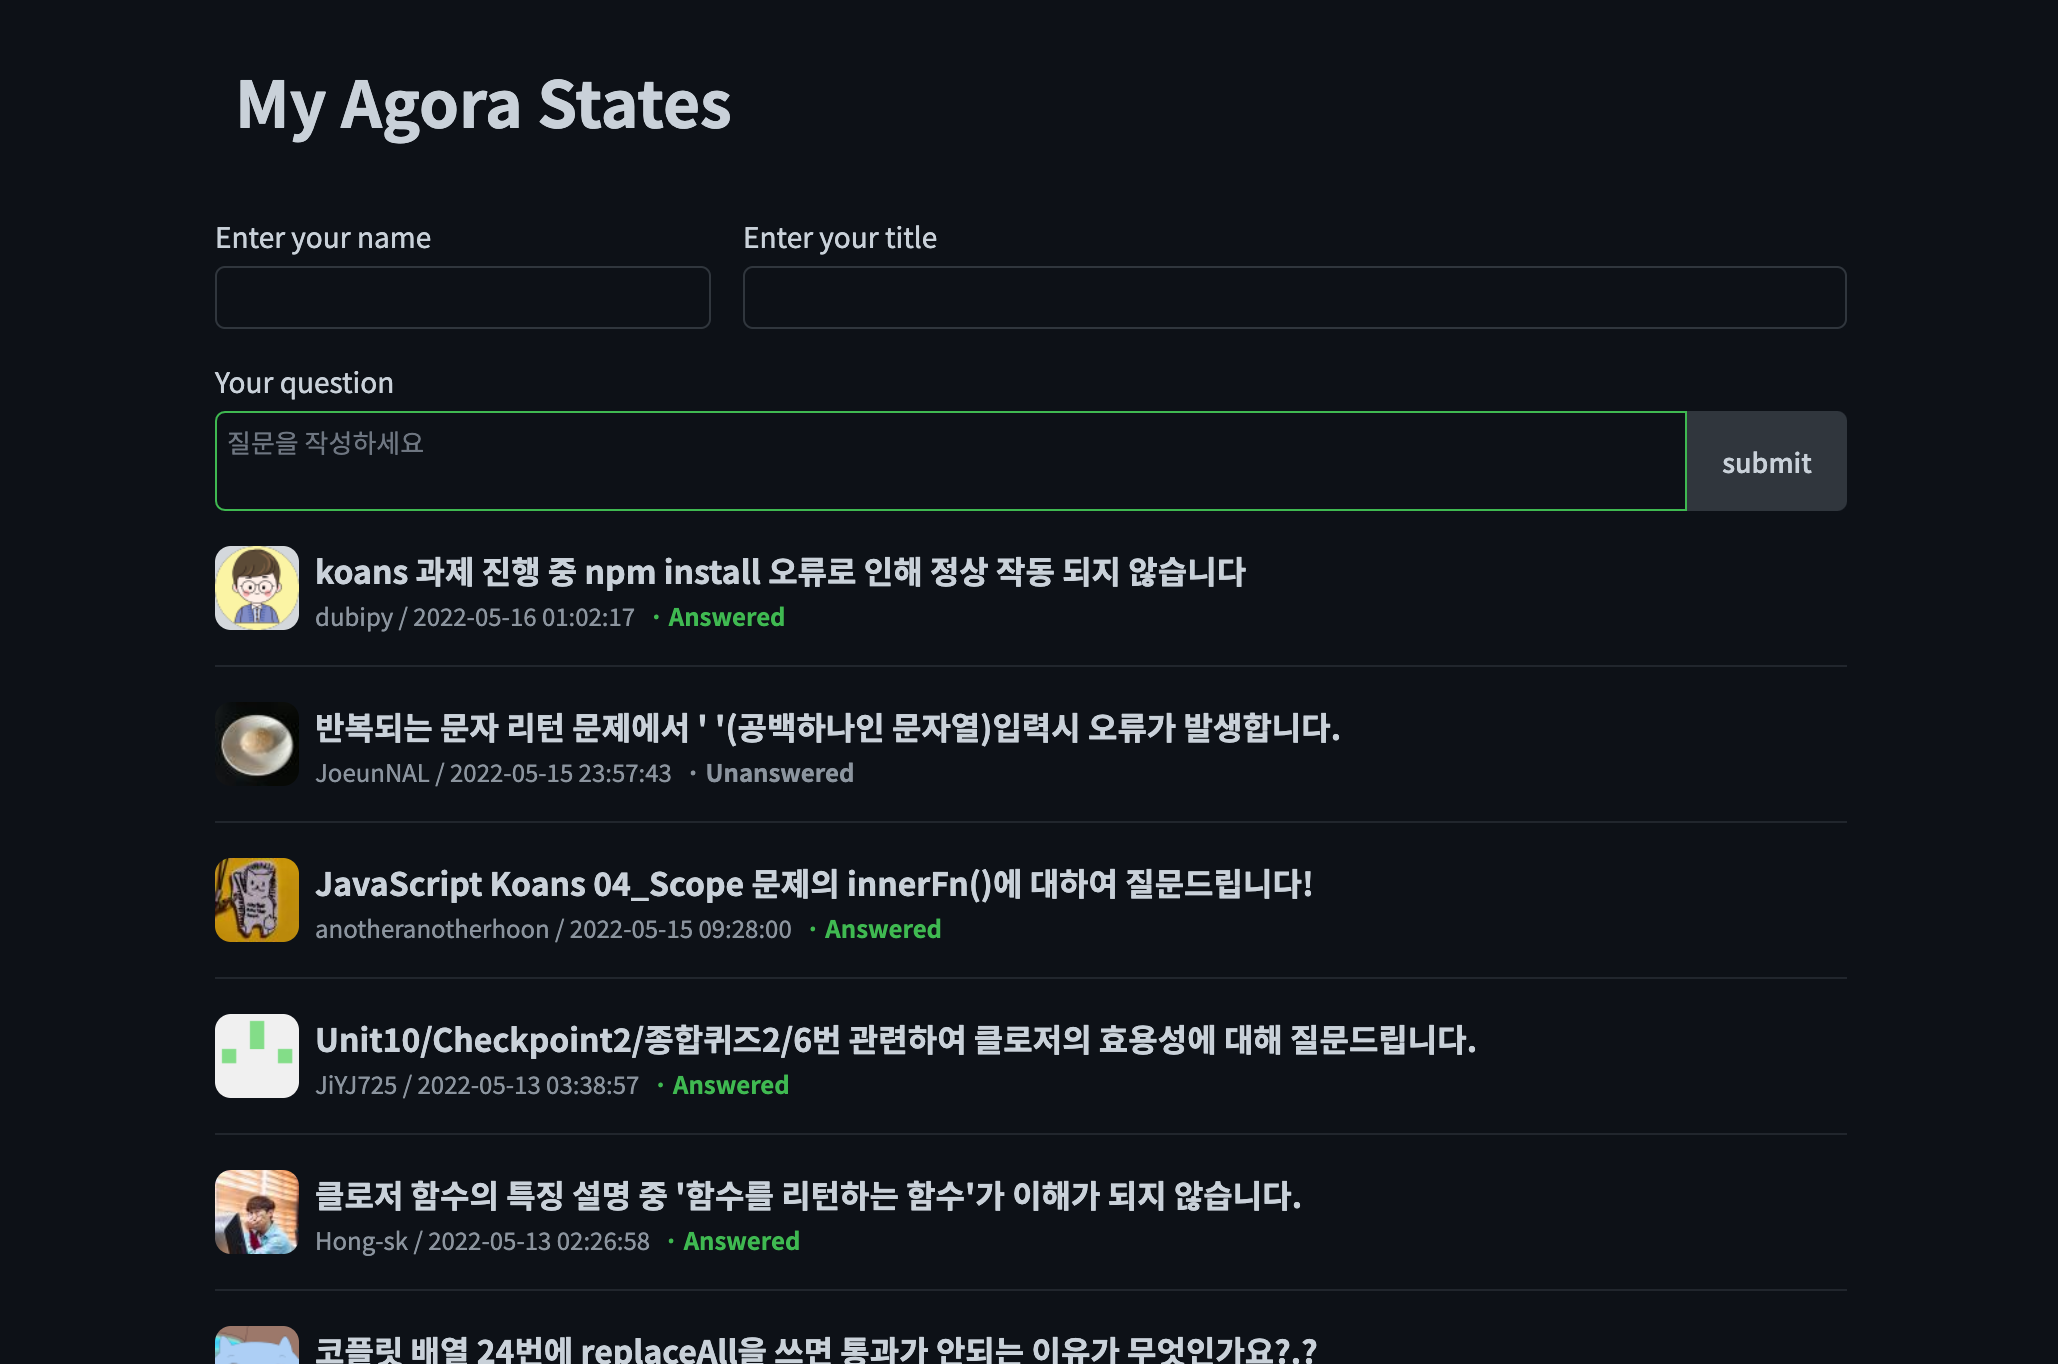 My Agora States
Enter your name
Enter your title
Your question
질문을 작성하세요
submit
koans 과제 진행 중 npm install 오류로 인해 정상 작동 되지 않습니다
dubipy / 2022-05-16 01:02:17 · Answered
반복되는 문자 리턴 문제에서 ' '(공백하나인 문자열)입력시 오류가 발생합니다.
JoeunNAL / 2022-05-15 23:57:43 · Unanswered
JavaScript Koans 04_Scope 문제의 innerFn()에 대하여 질문드립니다!
anotheranotherhoon / 2022-05-15 09:28:00 · Answered
Unit10/Checkpoint2/종합퀴즈2/6번 관련하여 클로저의 효용성에 대해 질문드립니다.
JiYJ725 / 2022-05-13 03:38:57 · Answered
클로저 함수의 특징 설명 중 '함수를 리턴하는 함수'가 이해가 되지 않습니다.
Hong-sk / 2022-05-13 02:26:58 · Answered
코플릿 배열 24번에 replaceAll을 쓰면 통과가 안되는 이유가 무엇인가요?.?